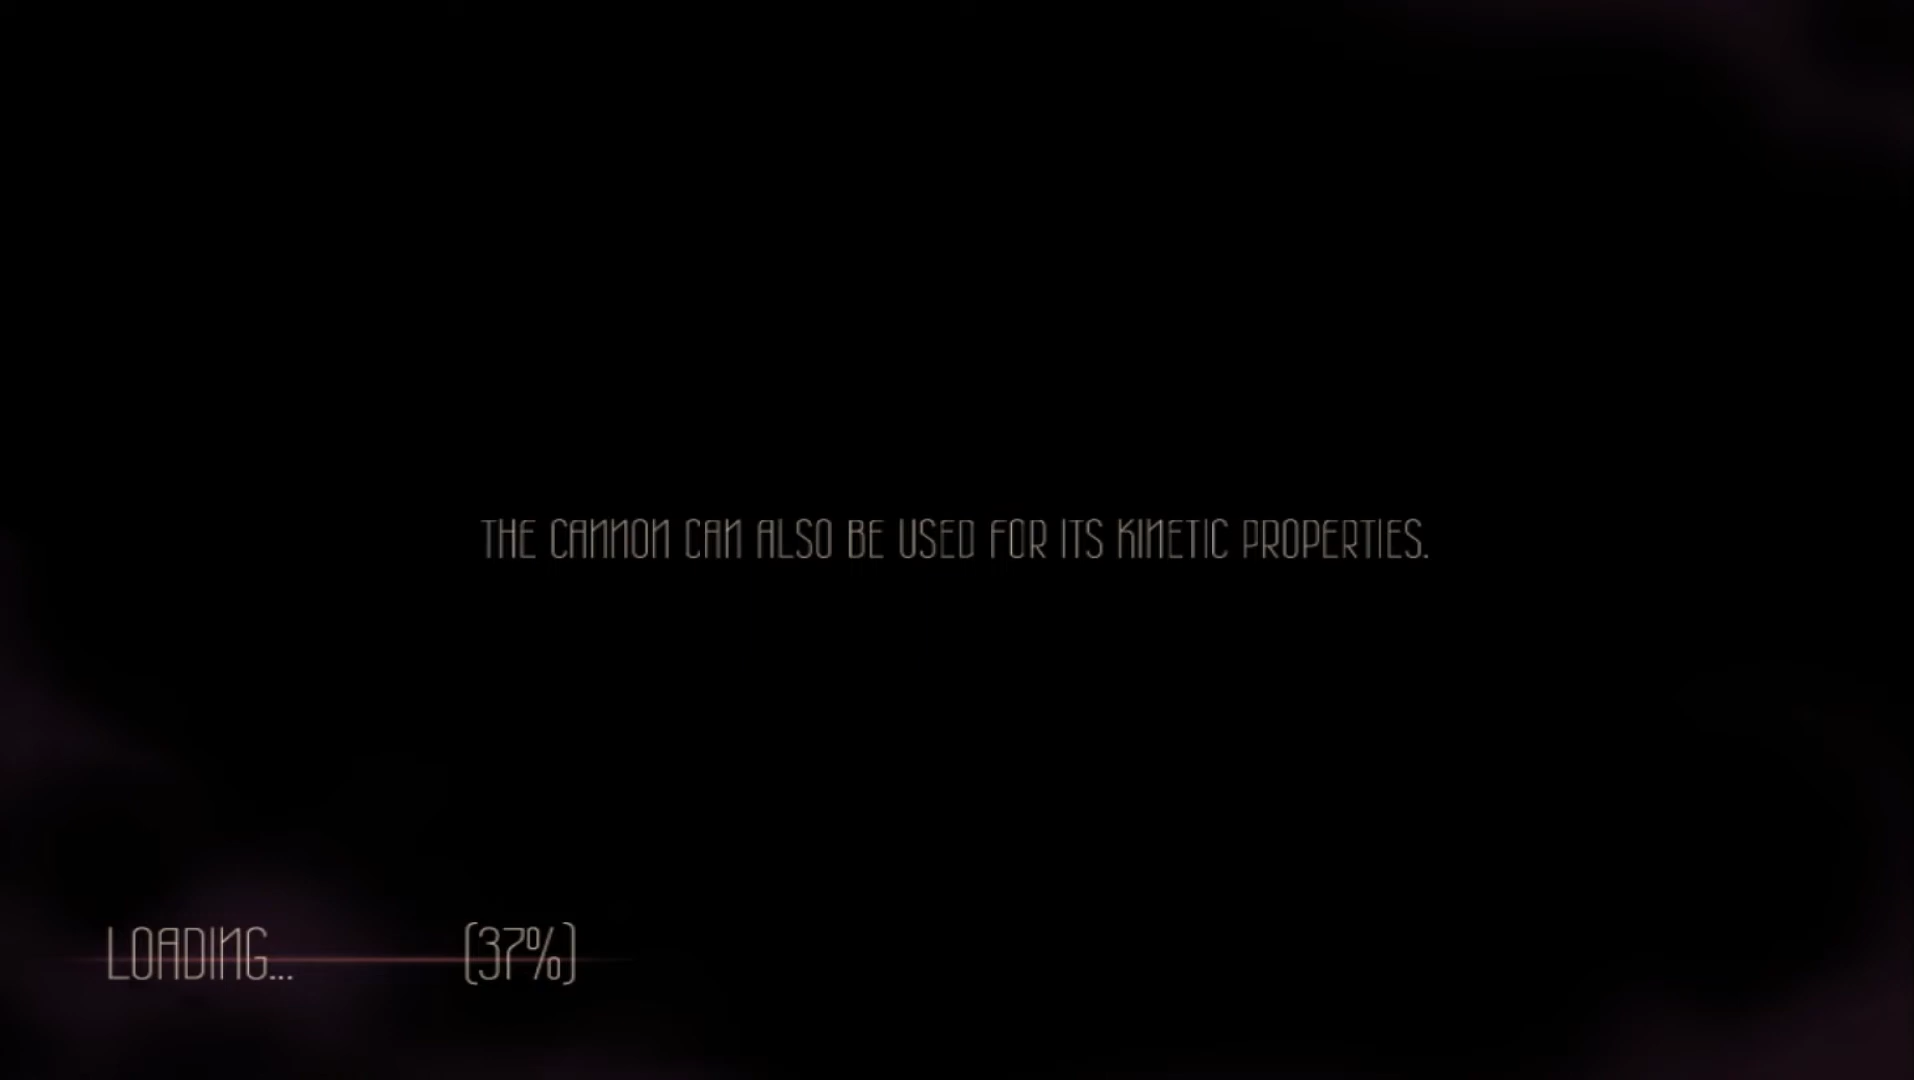 THE CANNON CAN ALSO BE USED FOR ITS KINETIC PROPERTIES.
LOADING... (37%)